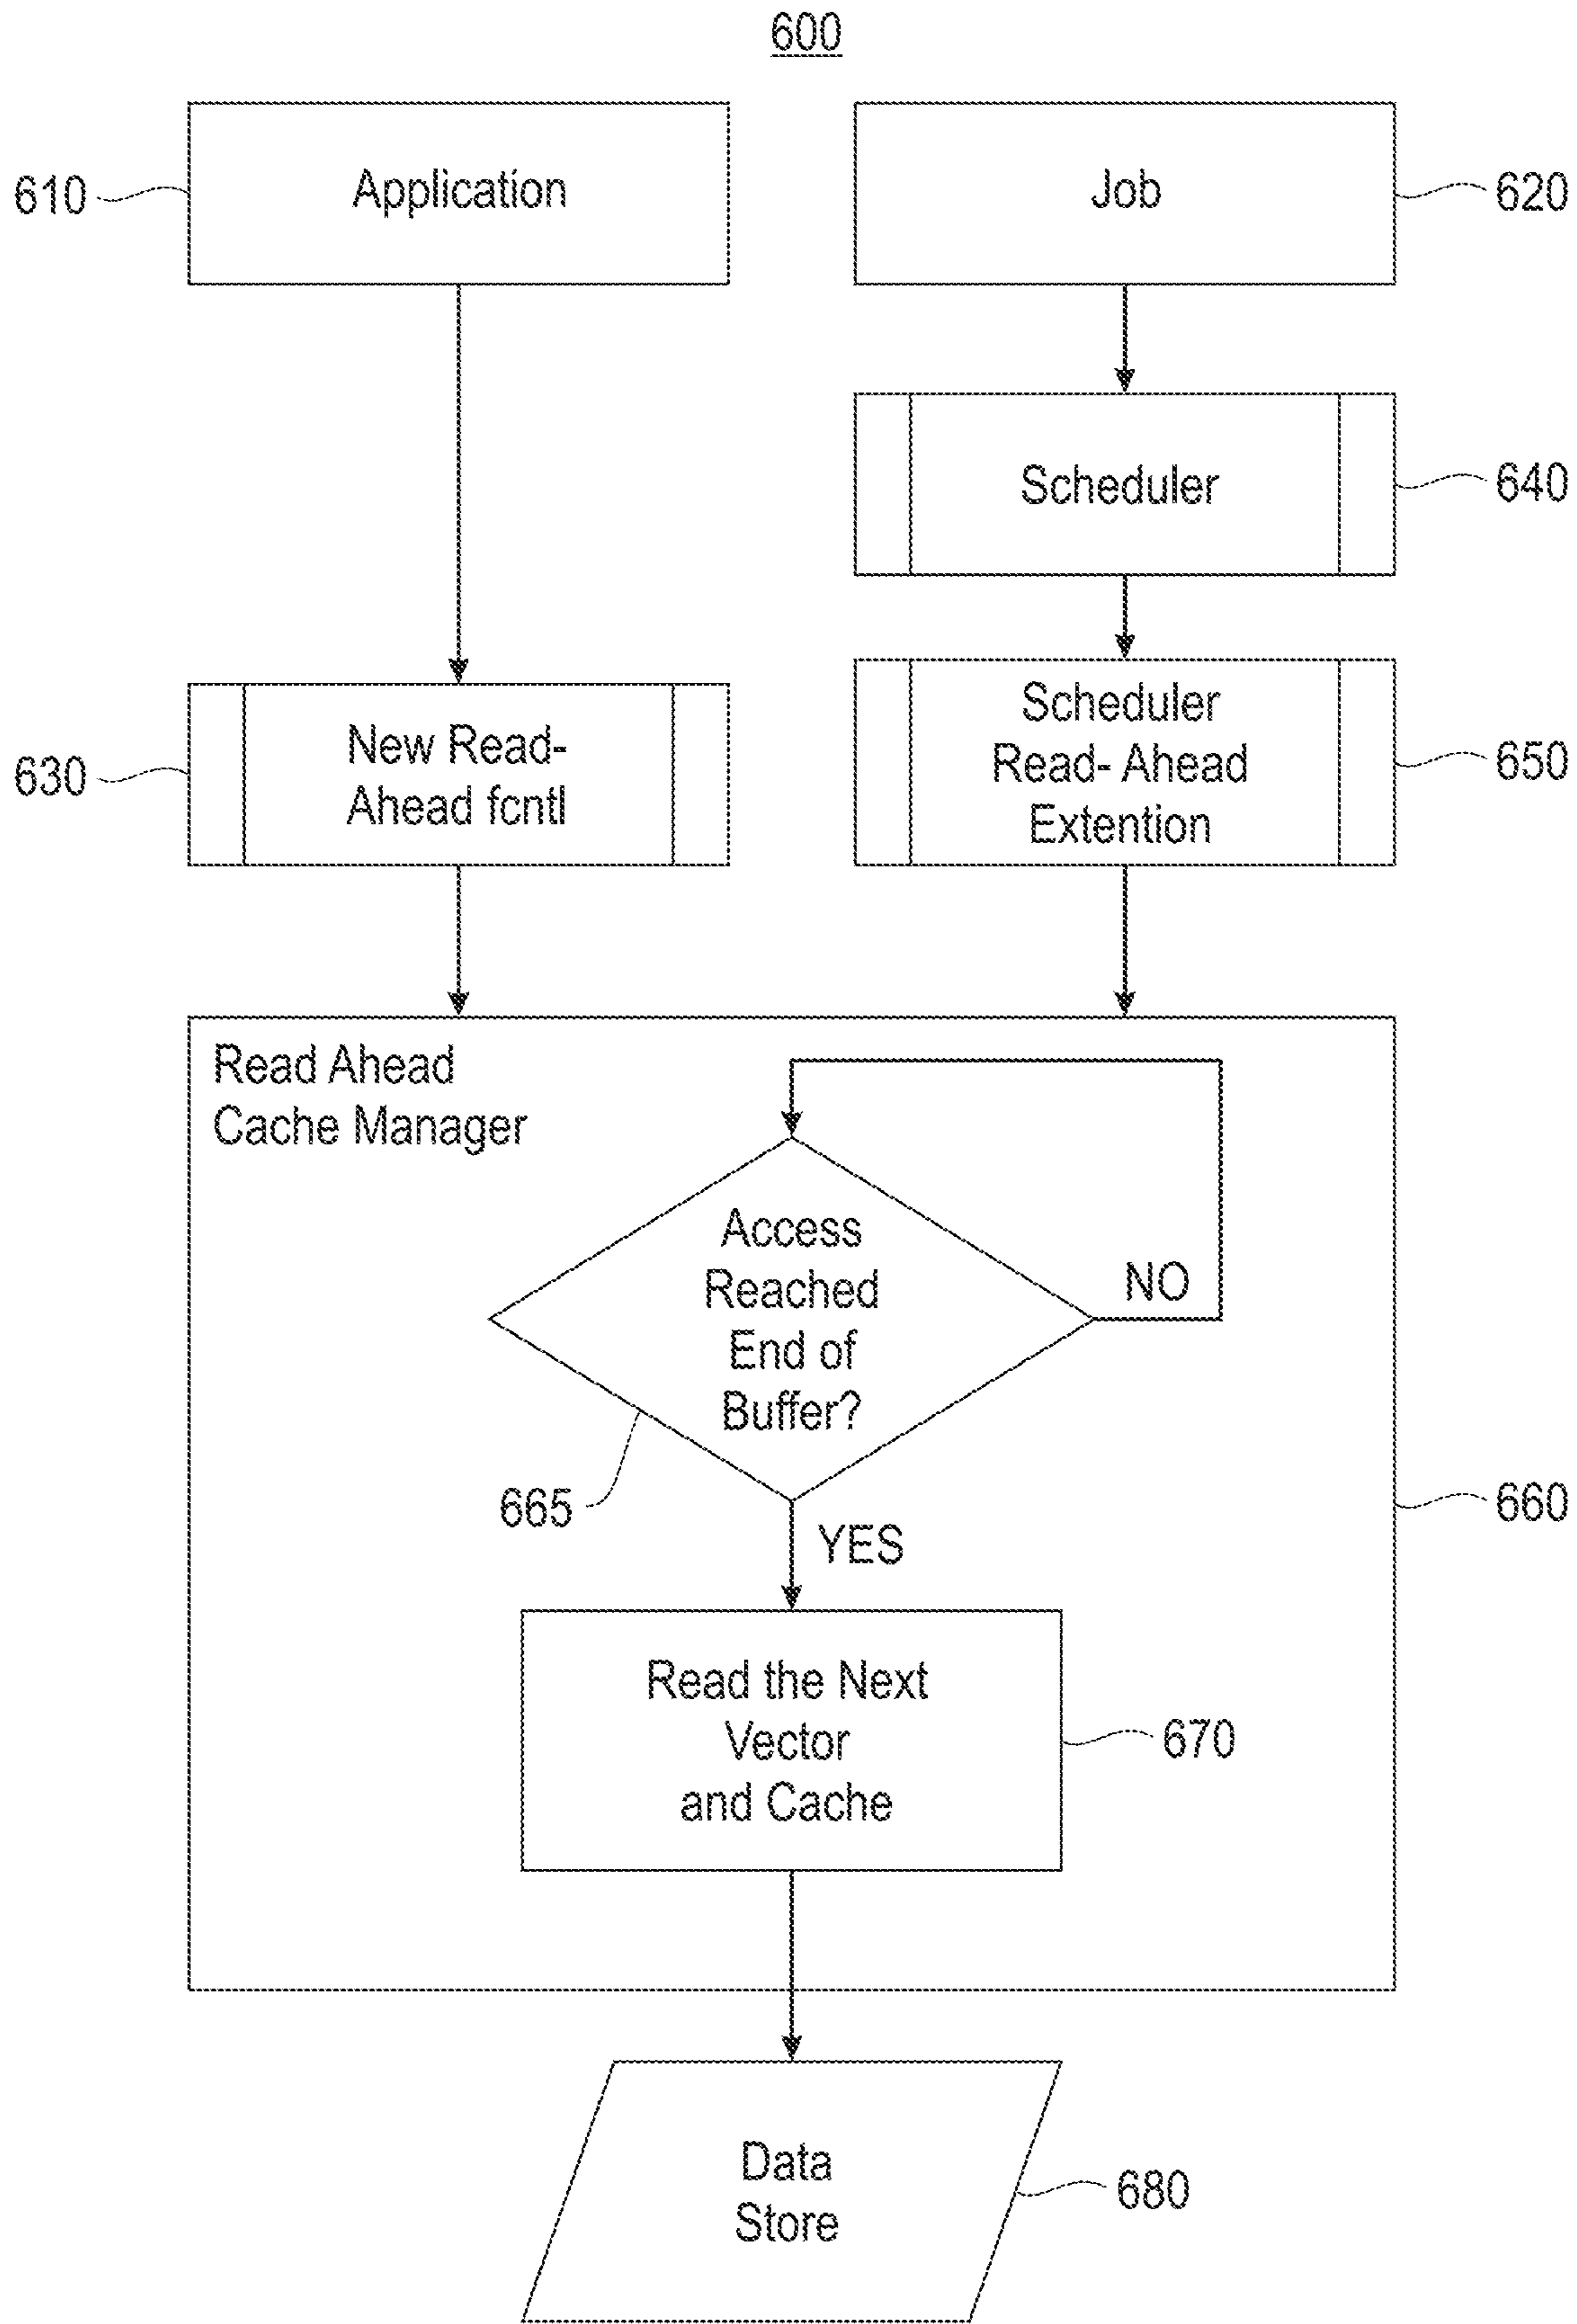 600
610
Application
Job
620
Scheduler
640
630
New Read-
Ahead fcntl
Scheduler
Read- Ahead
Extention
650
Read Ahead
Cache Manager
Access
Reached
End of
Buffer?
NO
665
YES
660
Read the Next
Vector
and Cache
670
Data
Store
680